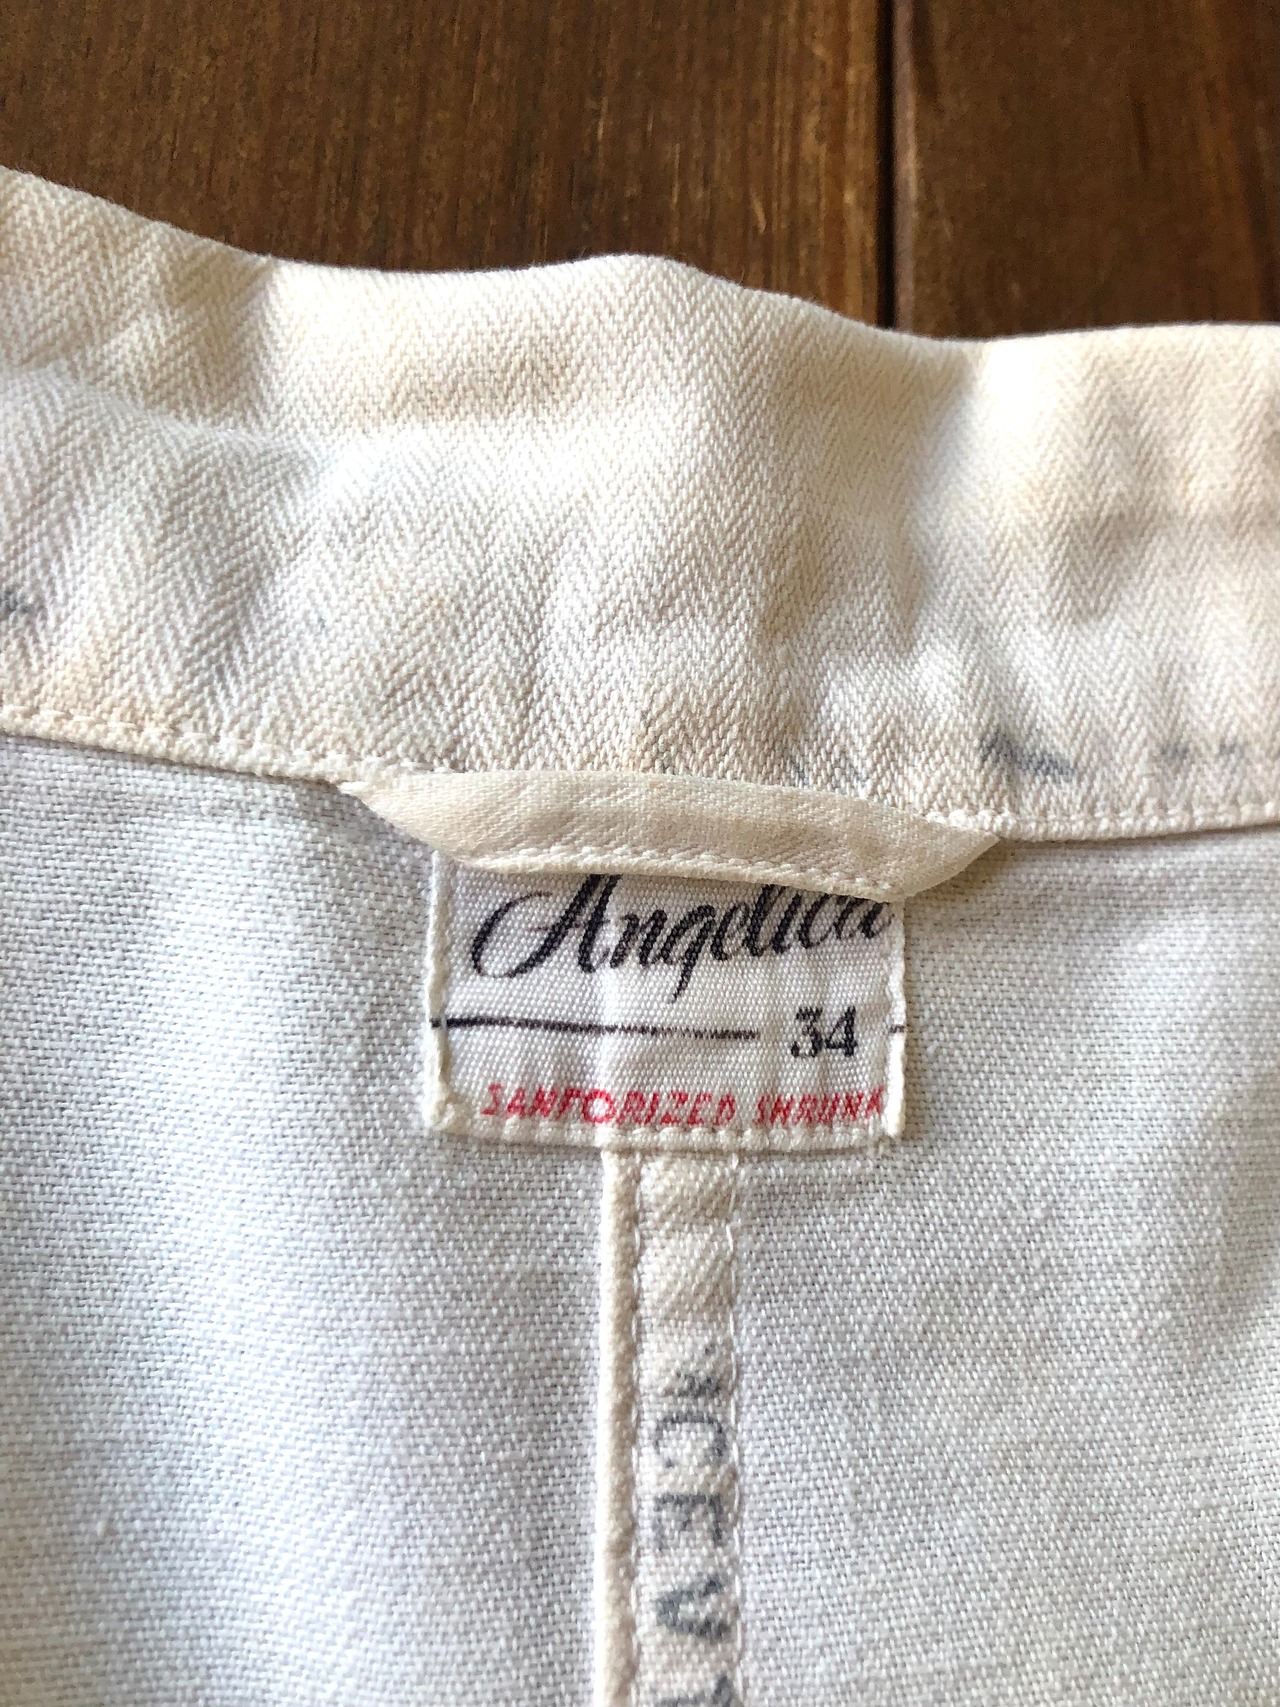 Angelica
34
SANFORIZED SHRUNK